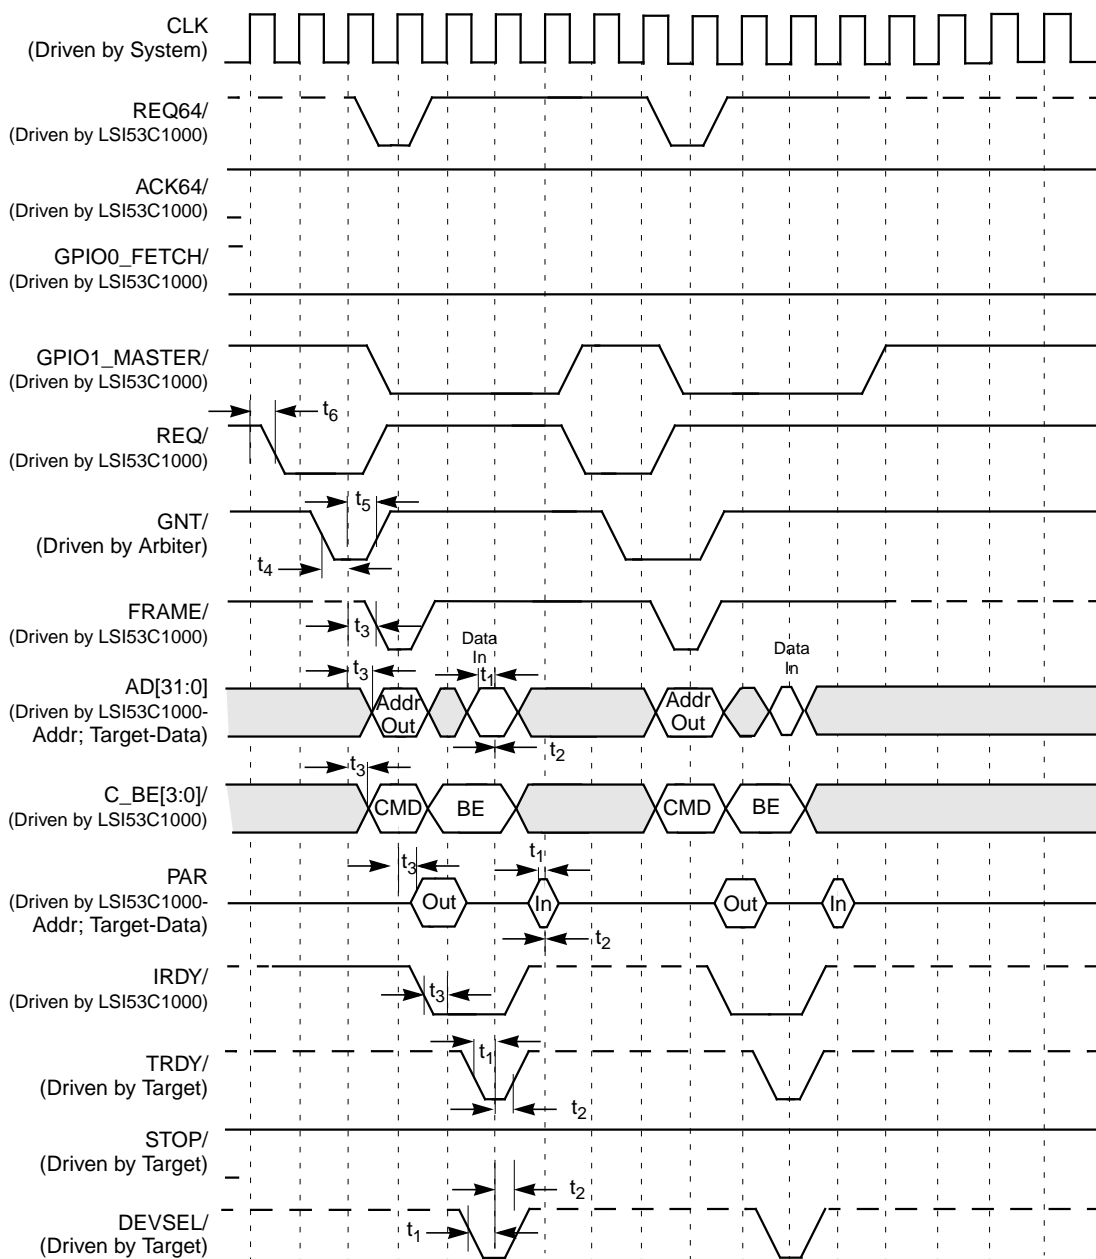 CLK
(Driven by System)
REQ64/
(Driven by LSI53C1000)
ACK64/
(Driven by LSI53C1000)
GPIO0_FETCH/
(Driven by LSI53C1000)
GPIO1_MASTER/
(Driven by LSI53C1000)
t6
REQ/
(Driven by LSI53C1000)
t5
GNT/
(Driven by Arbiter)
t4
FRAME/
(Driven by LSI53C1000)
t3
Data
In
Data
In
t3
t1
AD[31:0]
(Driven by LSI53C1000-
Addr; Target-Data)
Addr
Out
Addr
Out
t2
t3
C_BE[3:0]/
(Driven by LSI53C1000)
CMD
BE
CMD
BE
t3
t1
PAR
(Driven by LSI53C1000-
Addr; Target-Data)
Out
In
Out
In
t2
IRDY/
(Driven by LSI53C1000)
t3
TRDY/
(Driven by Target)
t1
t2
STOP/
(Driven by Target)
t2
DEVSEL/
(Driven by Target)
t1